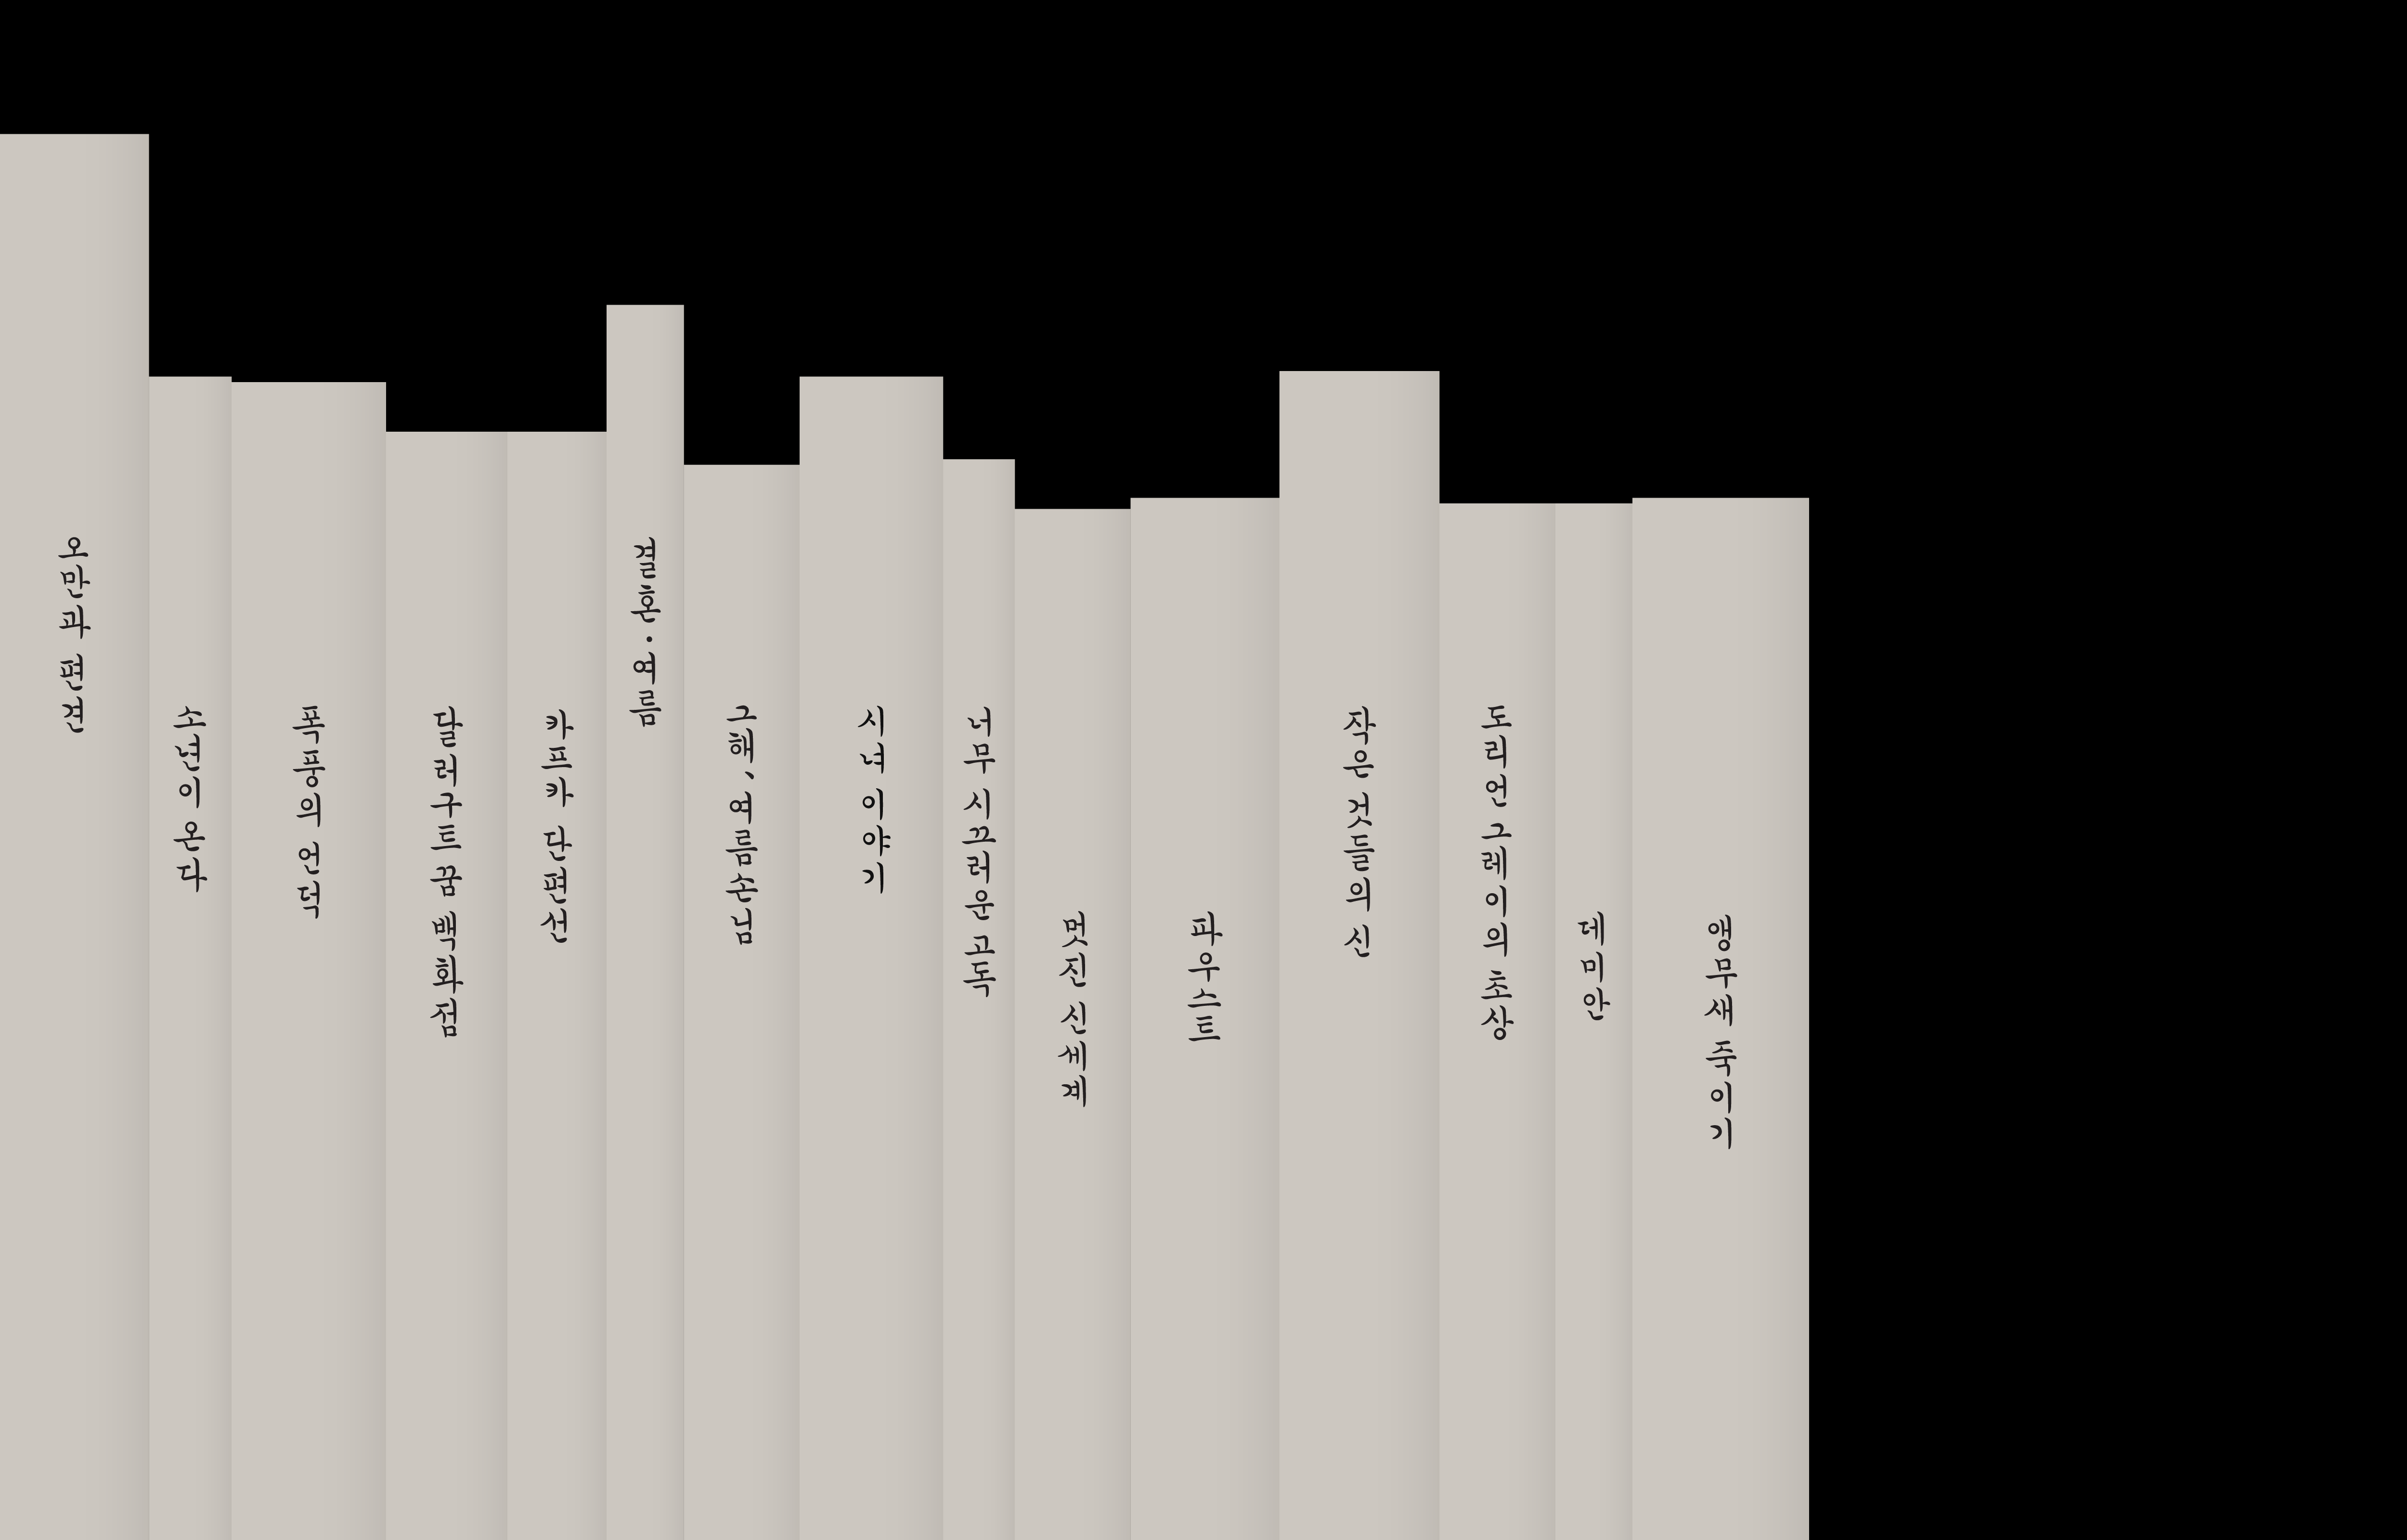 오만과 편견
소년이 온다
폭풍의 언덕
달러구트 꿈 백화점
카프카 단편선
결혼·여름
그해, 여름손님
시녀 이야기
너무 시끄러운 고독
멋진 신세계
파우스트
작은 것들의 신
도리언 그레이의 초상
데미안
앵무새 죽이기